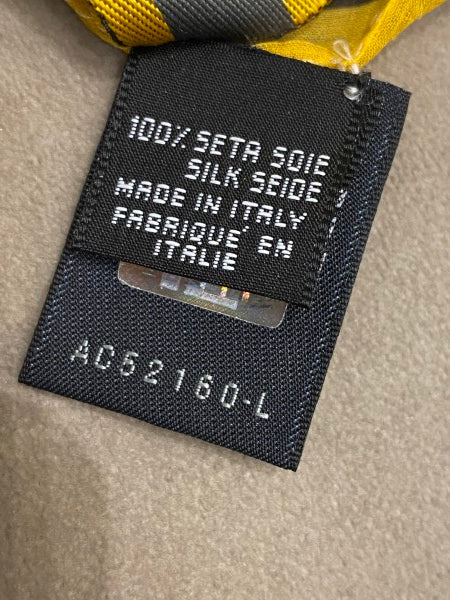 100% SETA SOIE
SILK SEIDE
MADE IN ITALY
FABRIQUE' EN
ITALIE
AC52160-L